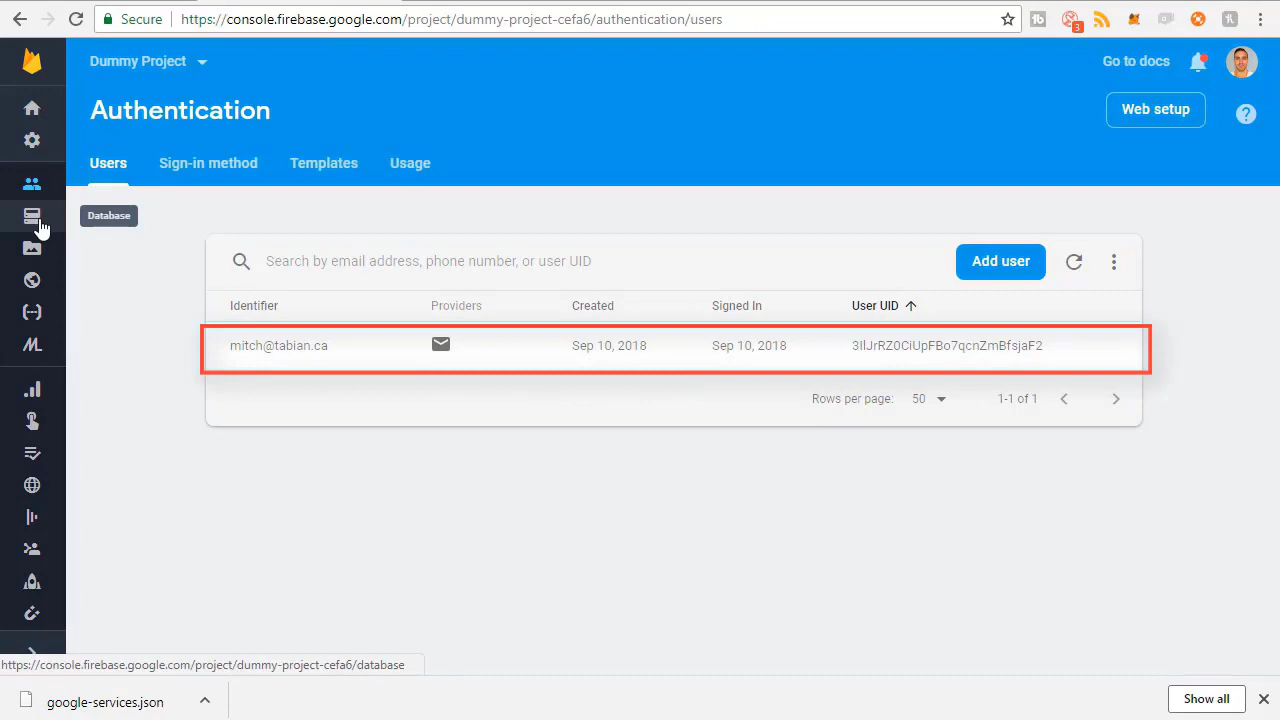 Secure
https://console.firebase.google.com/project/dummy-project-cefa6/authentication/users
3
Dummy Project
Go to docs
Authentication
Web setup
?
Users Sign-in method Templates Usage
Database
Search by email address, phone number, or user UID
Add user
Identifier Providers Created Signed In User UID
mitch@tabian.ca Sep 10, 2018 Sep 10, 2018 3IlJrRZ0CiUpFBo7qcnZmBfsjaF2
Rows per page: 50 1-1 of 1
https://console.firebase.google.com/project/dummy-project-cefa6/database
google-services.json
Show all